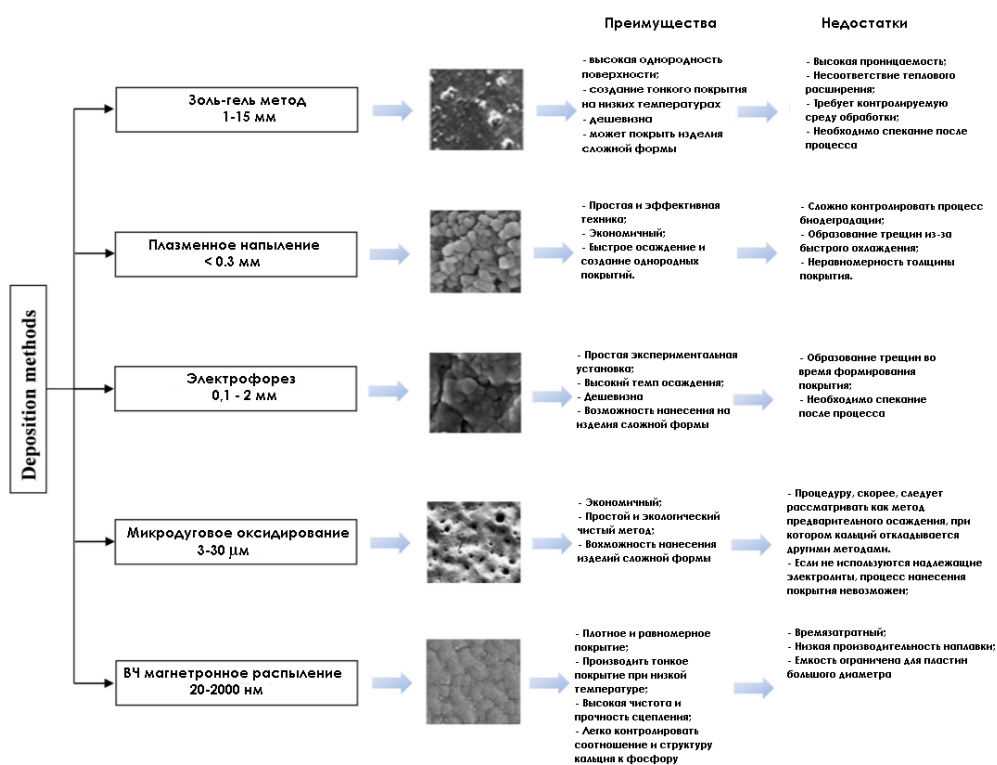 Преимущества
Недостатки
Deposition methods
Золь-гель метод
1-15 мм
- высокая однородность
поверхности;
- создание тонкого покрытия
на низких температурах
- дешевизна
- может покрыть изделия
сложной формы
- Высокая проницаемость;
- Несоответствие теплового
расширения;
- Требует контролируемую
среду обработки;
- Необходимо спекание после
процесса
Плазменное напыление
< 0.3 мм
- Простая и эффективная
техника;
- Экономичный;
- Быстрое осаждение и
создание однородных
покрытий.
- Сложно контролировать процесс
биодеградации;
- Образование трещин из-за
быстрого охлаждения;
- Неравномерность толщины
покрытия.
Электрофорез
0,1 - 2 мм
- Простая экспериментальная
установка;
- Высокий темп осаждения;
- Дешевизна
- Возможность нанесения на
изделия сложной формы
- Образование трещин во
время формирования
покрытия;
- Необходимо спекание
после процесса
Микродуговое оксидирование
3-30 μм
- Экономичный;
- Простой и экологический
чистый метод;
- Вохможность нанесения
изделий сложной формы
- Процедуру, скорее, следует
рассматривать как метод
предварительного осаждения, при
котором кальций откладывается
другими методами.
- Если не используются надлежащие
электролиты, процесс нанесения
покрытия невозможен;
ВЧ магнетронное распыление
20-2000 нм
- Плотное и равномерное
покрытие;
- Производить тонкое
покрытие при низкой
температуре;
- Высокая чистота и
прочность сцепления;
- Легко контролировать
соотношение и структуру
кальция к фосфору
- Времязатратный;
- Низкая производительность наплавки;
- Емкость ограничена для пластин
большого диаметра